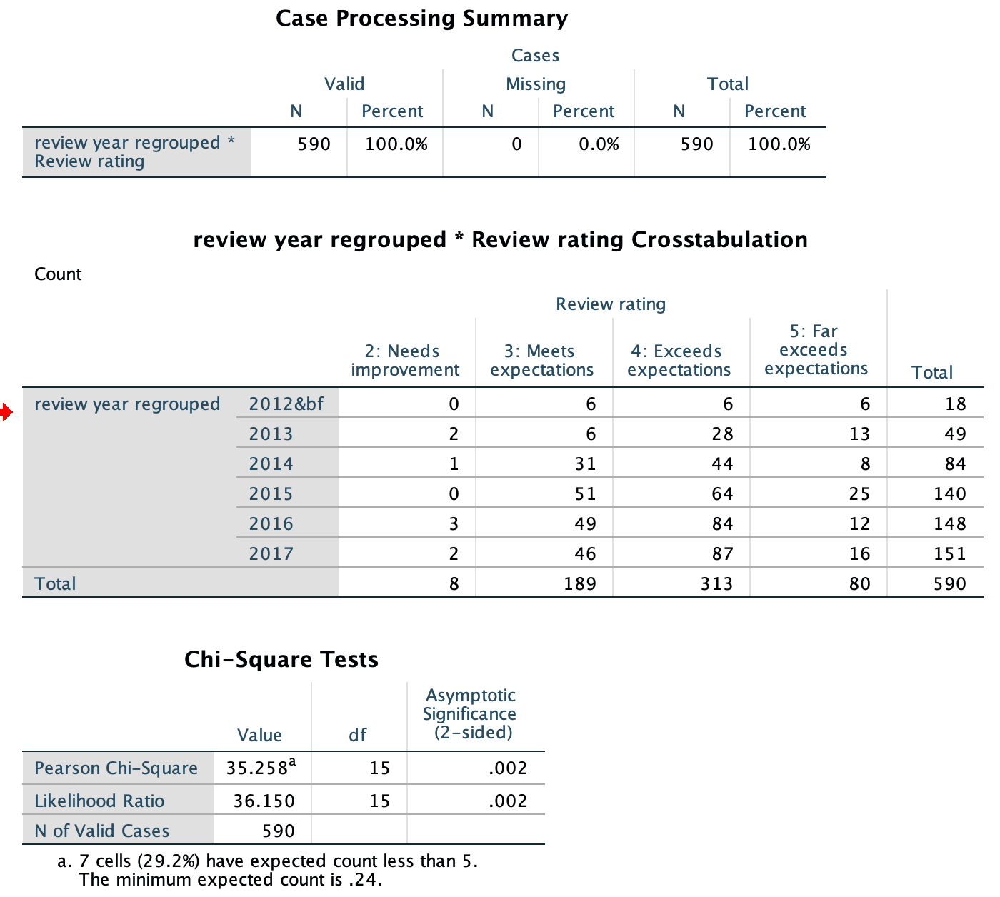 Case Processing Summary
Cases
Valid Missing Total
N Percent N Percent N Percent
review year regrouped * 590 100.0% 0 0.0% 590 100.0%
Review rating
review year regrouped * Review rating Crosstabulation
Count
Review rating
5: Far
2: Needs 3: Meets 4: Exceeds exceeds
improvement expectations expectations expectations Total
review year regrouped 2012&bf 0 6 6 6 18
2013 2 6 28 13 49
2014 1 31 44 8 84
2015 0 51 64 25 140
2016 3 49 84 12 148
2017 2 46 87 16 151
Total 8 189 313 80 590
Chi-Square Tests
Asymptotic
Significance
Value df (2-sided)
Pearson Chi-Square 35.258a 15 .002
Likelihood Ratio 36.150 15 .002
N of Valid Cases 590
a. 7 cells (29.2%) have expected count less than 5.
The minimum expected count is .24.